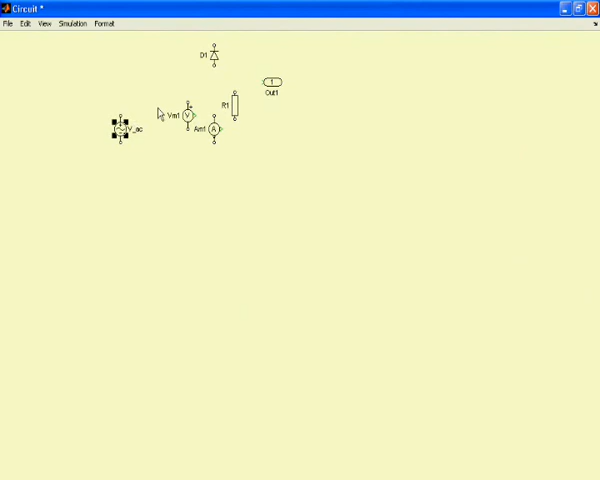 Circuit *
File Edit View Simulation Format
D1
1
Out1
R1
Vm1 V
Am1 A
V_ac